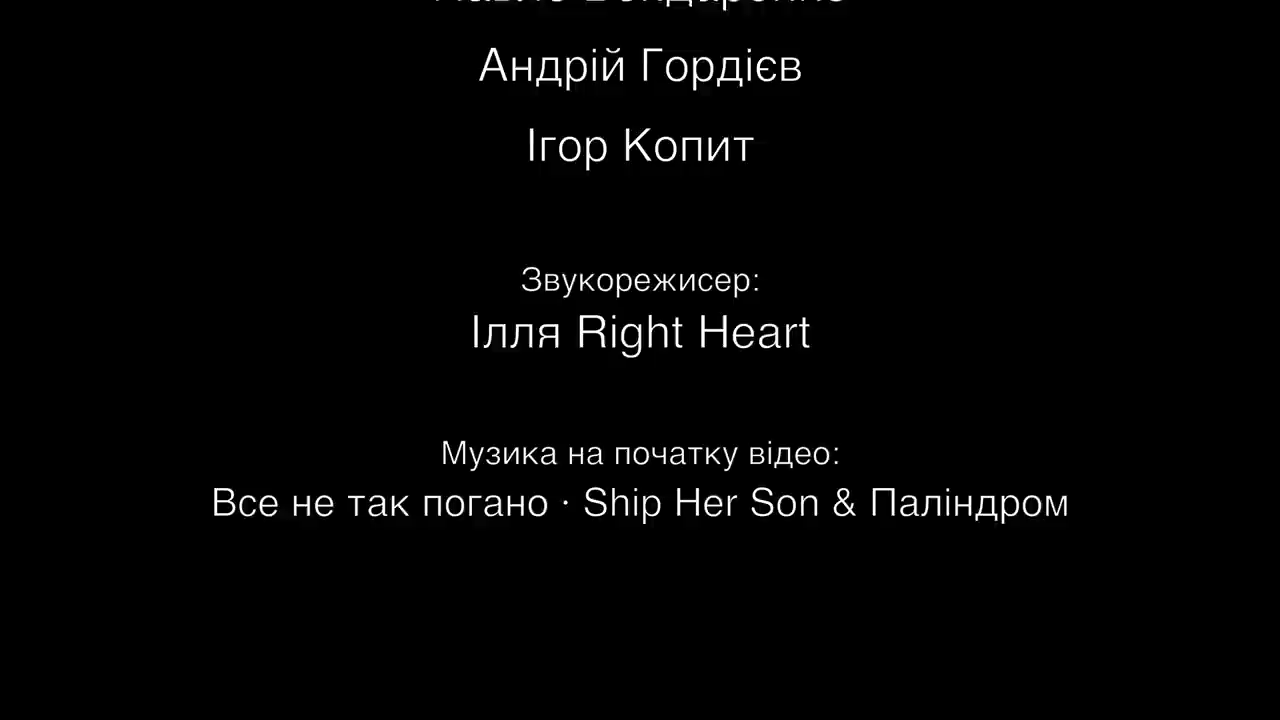 Андрій Гордієв
Ігор Копит
Звукорежисер:
Ілля Right Heart
Музика на початку відео:
Все не так погано · Ship Her Son & Паліндром